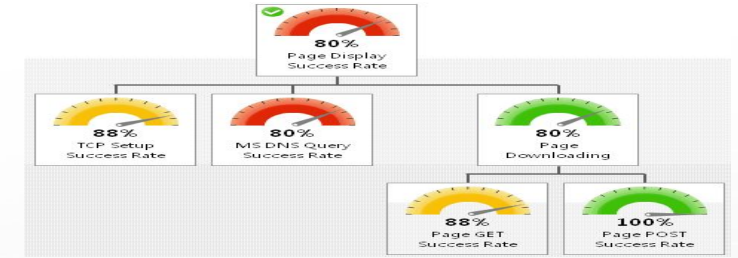 80%
Page Display
Success Rate
88%
TCP Setup
Success Rate
80%
MS DNS Query
Success Rate
80%
Page
Downloading
88%
Page GET
Success Rate
100%
Page POST
Success Rate